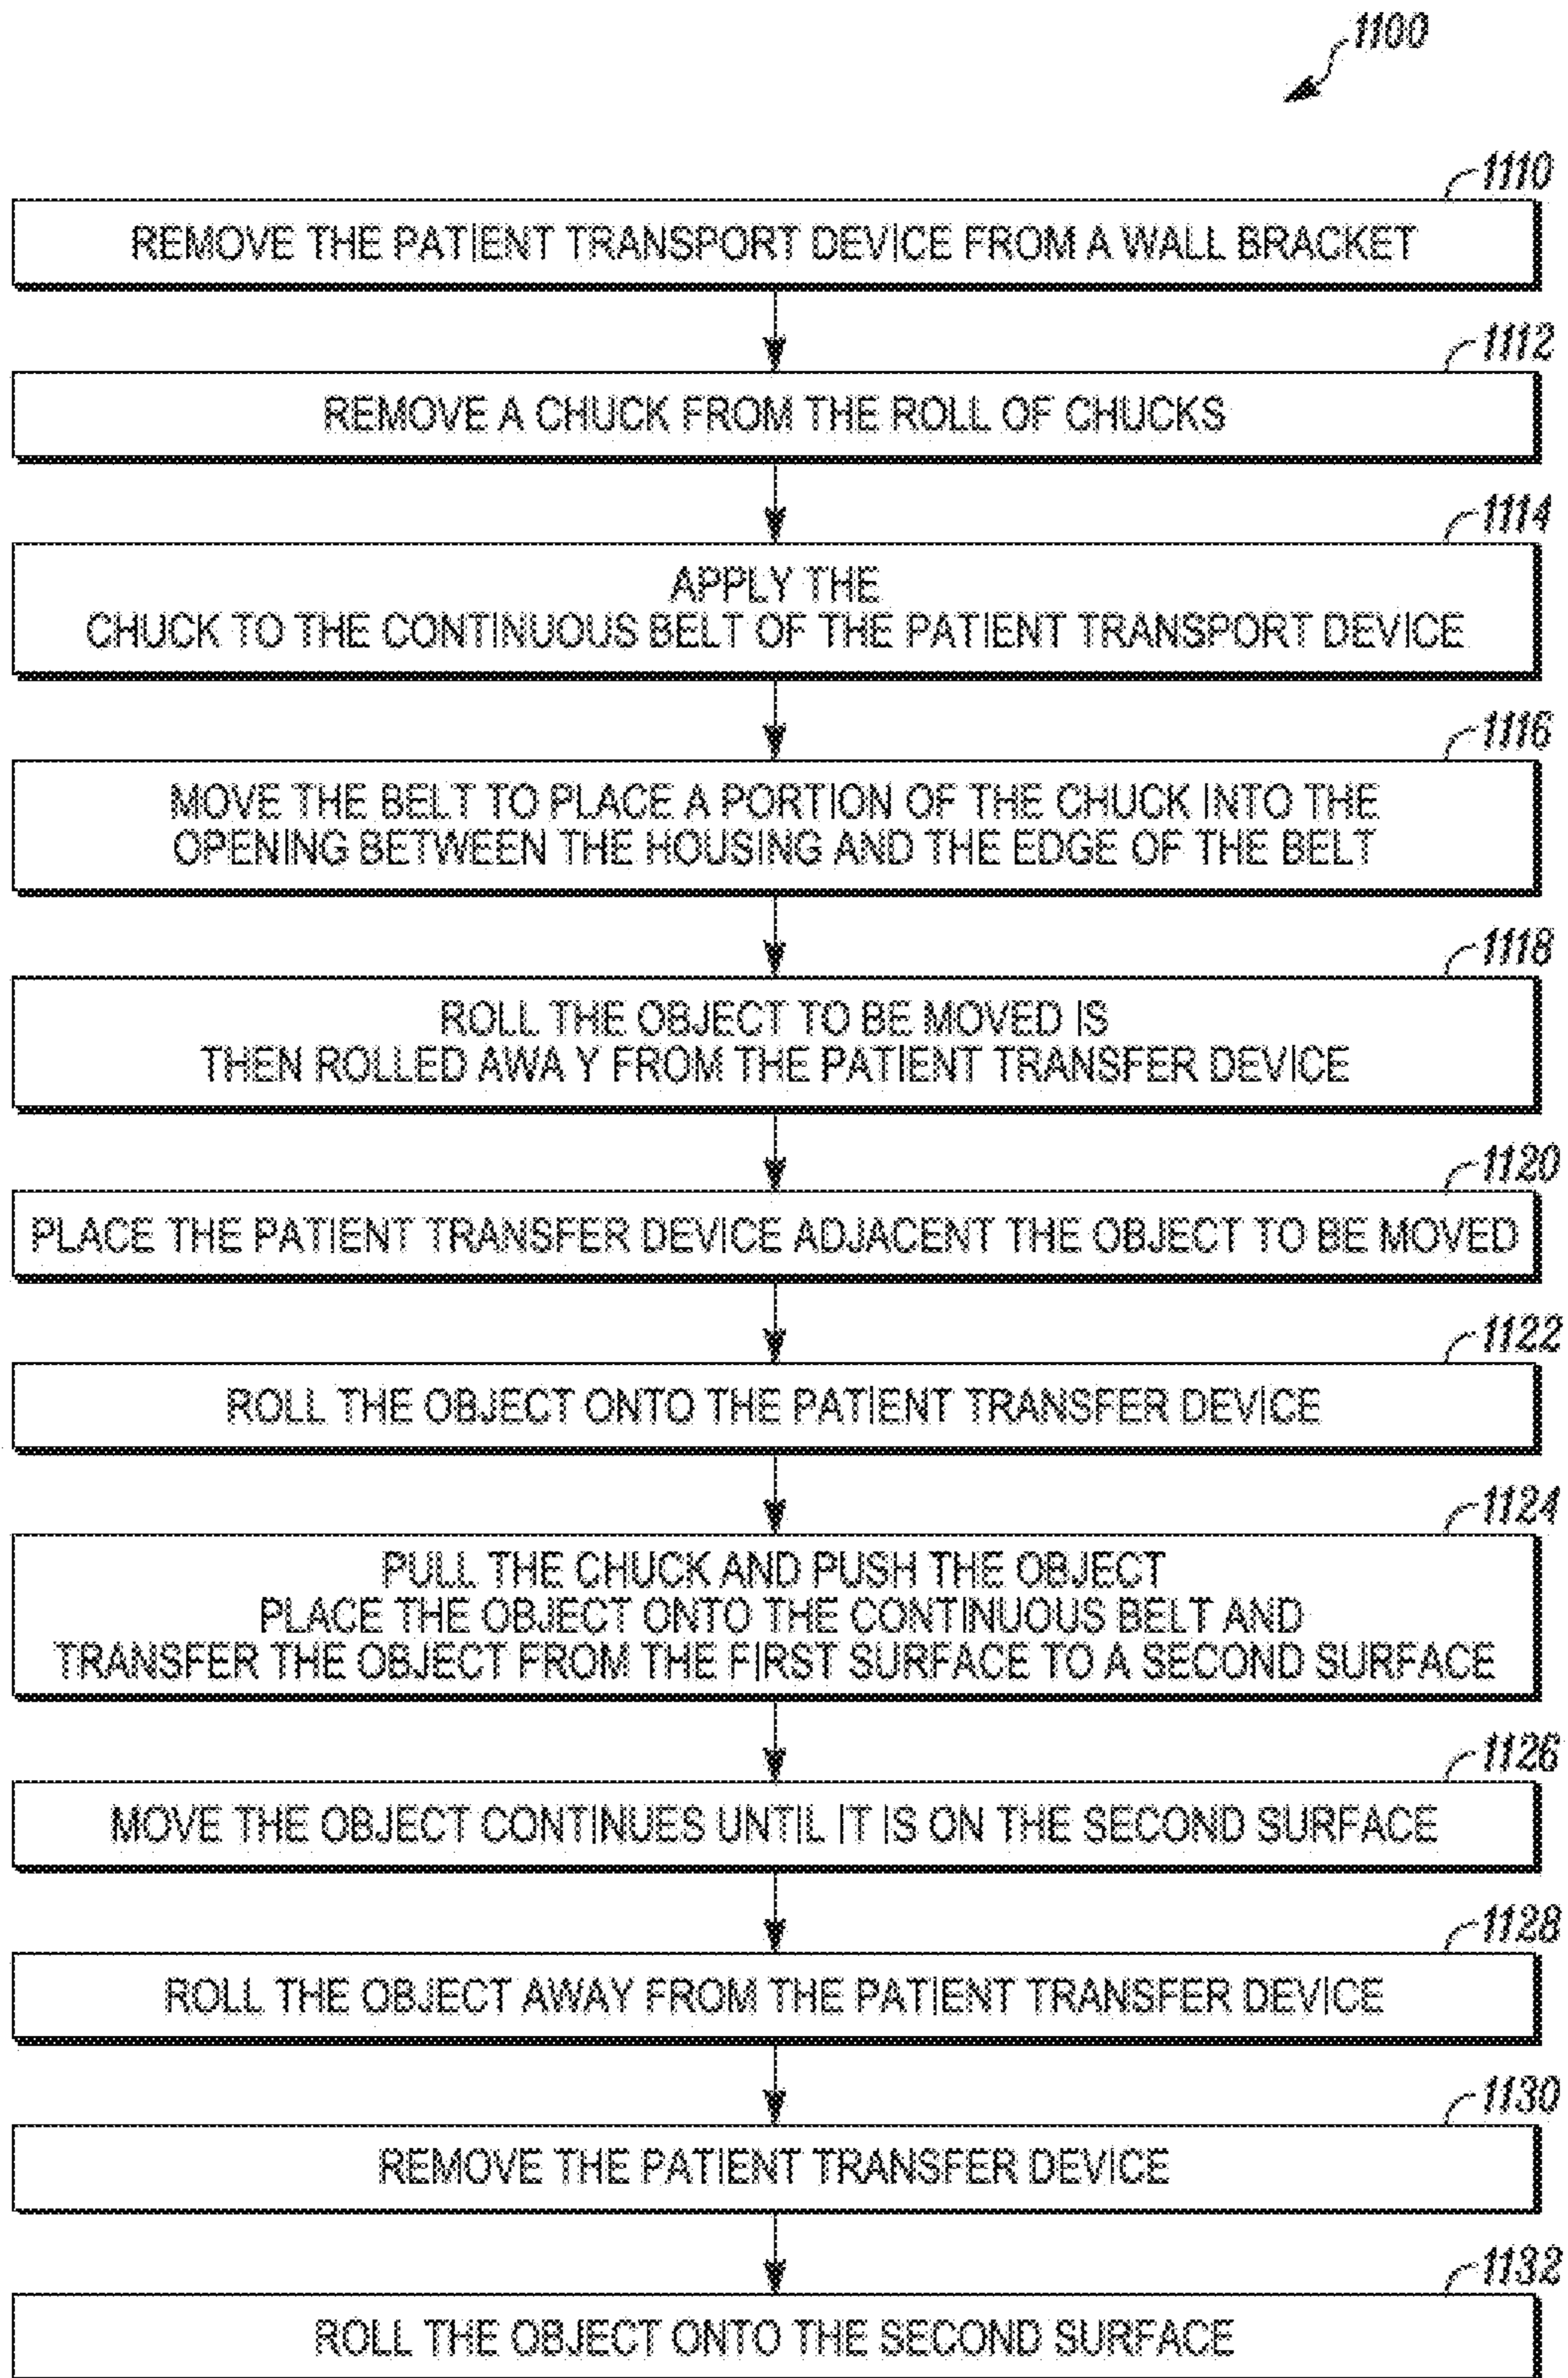 1100
1110
REMOVE THE PATIENT TRANSPORT DEVICE FROM A WALL BRACKET
1112
REMOVE A CHUCK FROM THE ROLL OF CHUCKS
1114
APPLY THE
CHUCK TO THE CONTINUOUS BELT OF THE PATIENT TRANSPORT DEVICE
1116
MOVE THE BELT TO PLACE A PORTION OF THE CHUCK INTO THE
OPENING BETWEEN THE HOUSING AND THE EDGE OF THE BELT
1118
ROLL THE OBJECT TO BE MOVED IS
THEN ROLLED AWA Y FROM THE PATIENT TRANSFER DEVICE
1120
PLACE THE PATIENT TRANSFER DEVICE ADJACENT THE OBJECT TO BE MOVED
1122
ROLL THE OBJECT ONTO THE PATIENT TRANSFER DEVICE
1124
PULL THE CHUCK AND PUSH THE OBJECT
PLACE THE OBJECT ONTO THE CONTINUOUS BELT AND
TRANSFER THE OBJECT FROM THE FIRST SURFACE TO A SECOND SURFACE
1126
MOVE THE OBJECT CONTINUES UNTIL IT IS ON THE SECOND SURFACE
1128
ROLL THE OBJECT AWAY FROM THE PATIENT TRANSFER DEVICE
1130
REMOVE THE PATIENT TRANSFER DEVICE
1132
ROLL THE OBJECT ONTO THE SECOND SURFACE